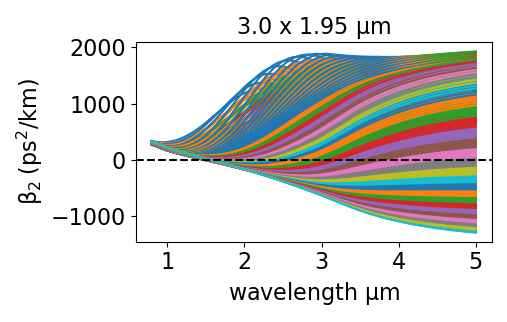 3.0 x 1.95 μm
β₂ (ps²/km)
2000
1000
0
−1000
1 2 3 4 5
wavelength μm